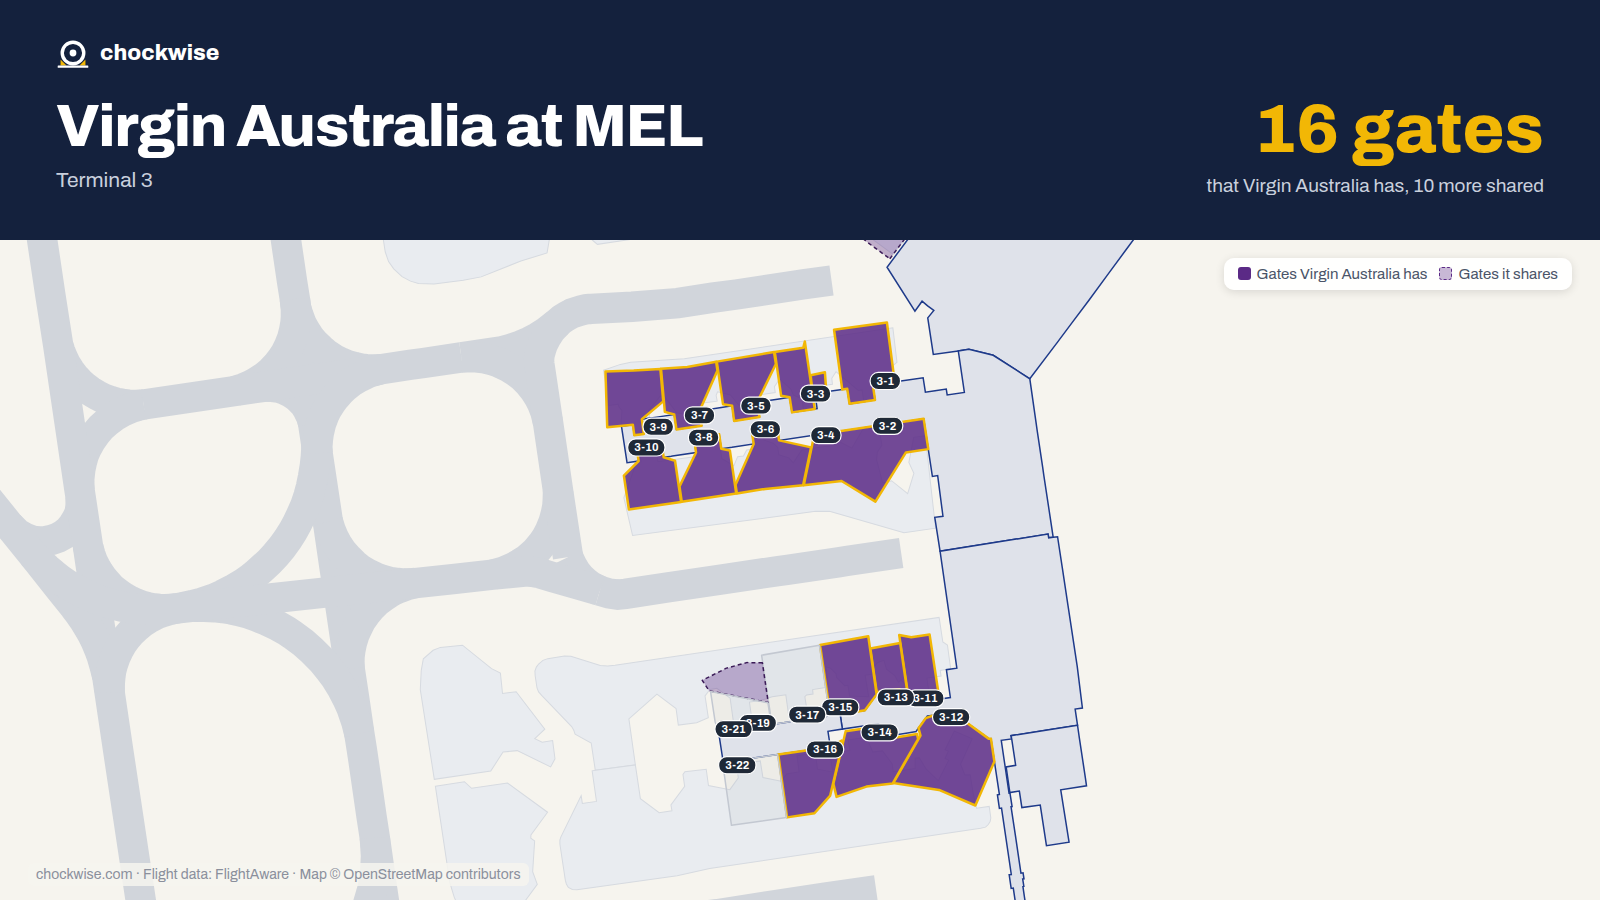 chockwise
Virgin Australia at MEL
Terminal 3
16 gates
that Virgin Australia has, 10 more shared
Gates Virgin Australia has
Gates it shares
3-1
3-3
3-5
3-7
3-9
3-2
3-4
3-6
3-8
3-10
3-13
3-11
3-15
3-17
3-12
3-19
3-21
3-14
3-16
3-22
chockwise.com · Flight data: FlightAware · Map © OpenStreetMap contributors